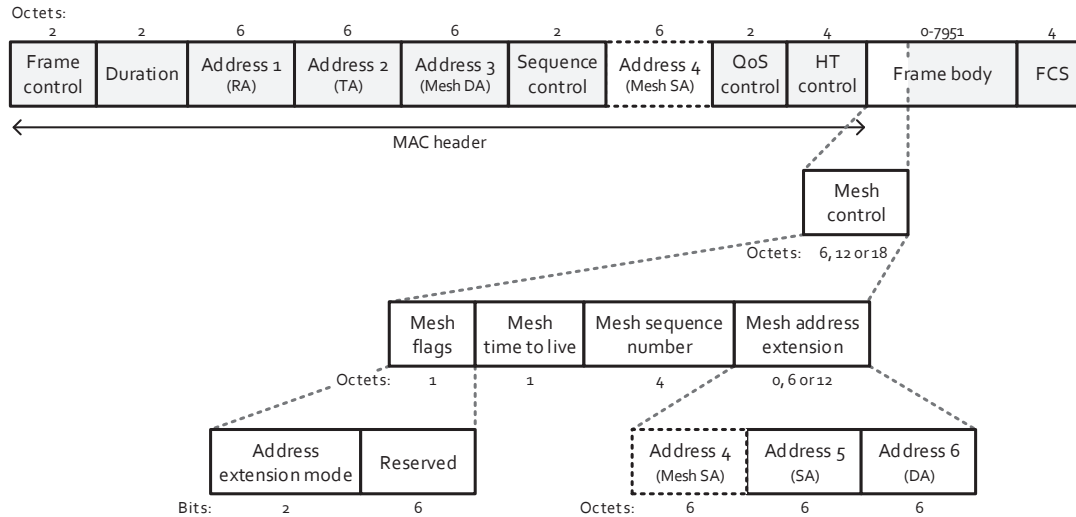 Octets:
2 2 6 6 6 2 6 2 4 0-7951 4
Frame control
Duration
Address 1 (RA)
Address 2 (TA)
Address 3 (Mesh DA)
Sequence control
Address 4 (Mesh SA)
QoS control
HT control
Frame body
FCS
MAC header
Mesh control
Octets: 6, 12 or 18
Mesh flags
Mesh time to live
Mesh sequence number
Mesh address extension
Octets: 1 1 4 0, 6 or 12
Address extension mode
Reserved
Address 4 (Mesh SA)
Address 5 (SA)
Address 6 (DA)
Bits: 2 6
Octets: 6 6 6